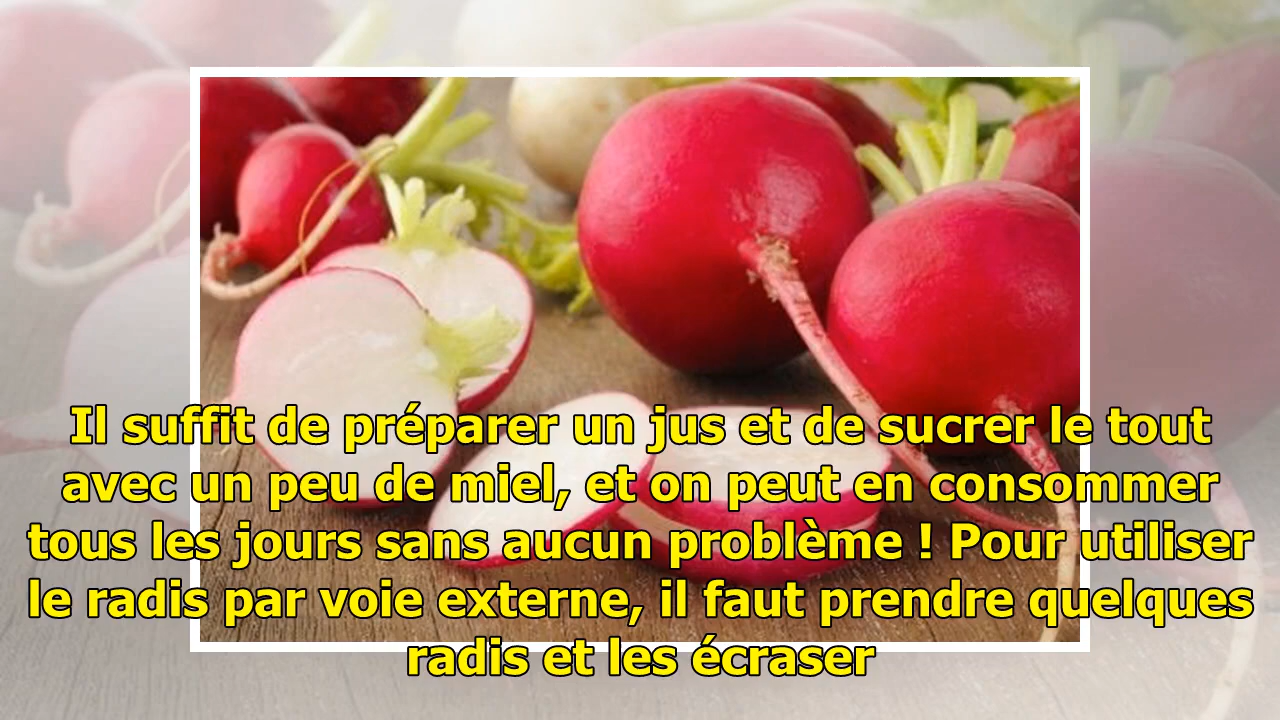 Il suffit de préparer un jus et de sucrer le tout
avec un peu de miel, et on peut en consommer
tous les jours sans aucun problème ! Pour utiliser
le radis par voie externe, il faut prendre quelques
radis et les écraser